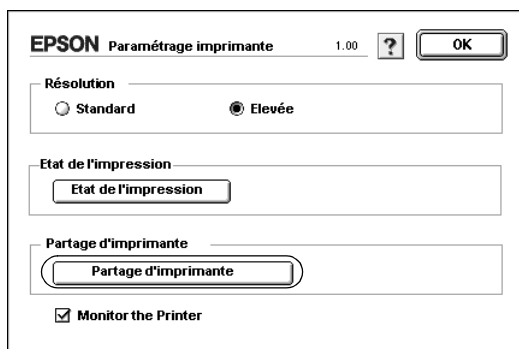 EPSON Paramétrage imprimante 1.00 ? OK
Résolution
Standard Elevée
Etat de l'impression
Etat de l'impression
Partage d'imprimante
Partage d'imprimante
Monitor the Printer